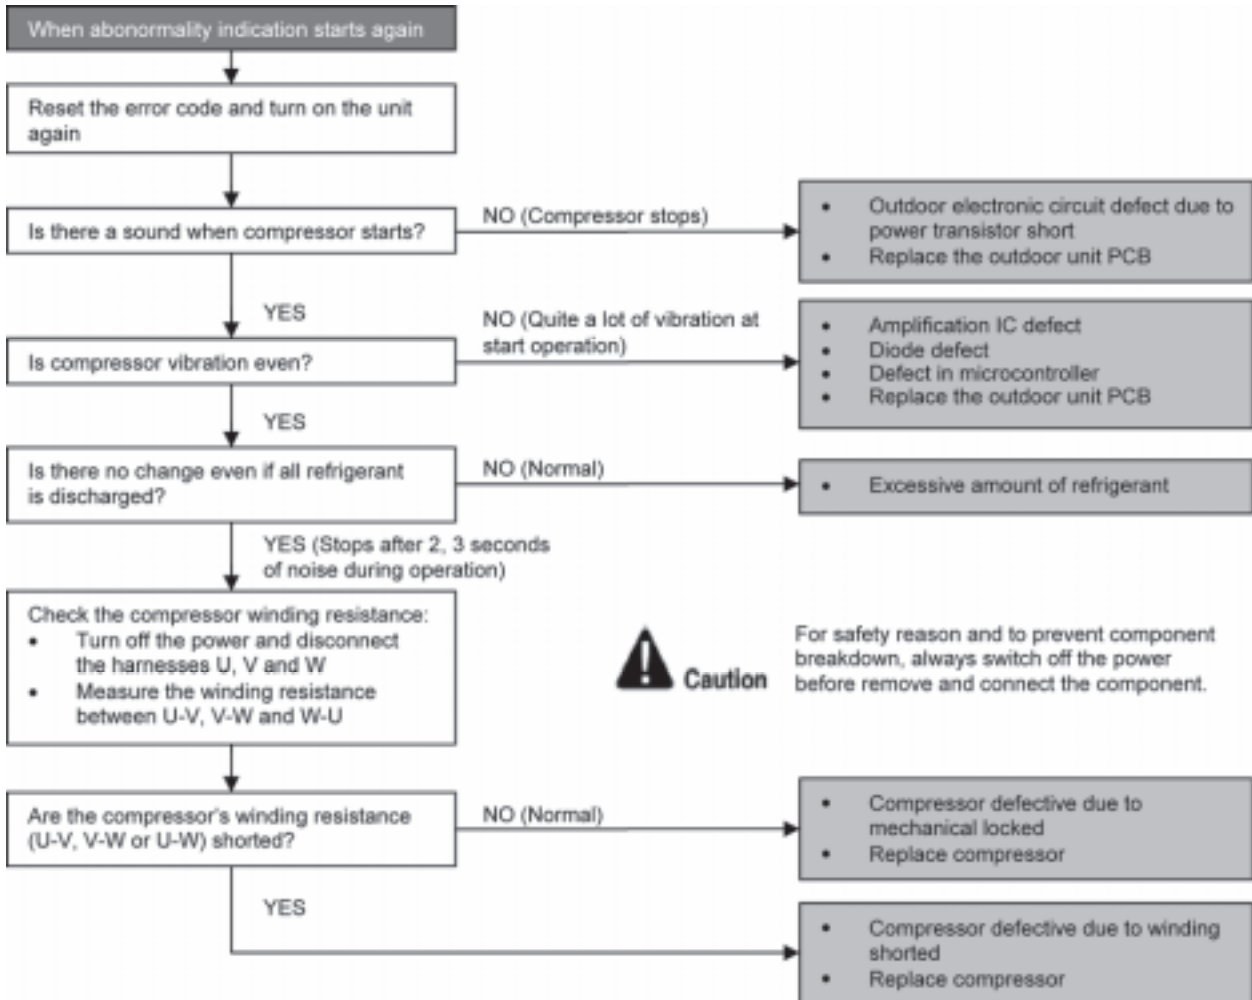 When abonormality indication starts again
Reset the error code and turn on the unit
again
Is there a sound when compressor starts?
NO (Compressor stops)
• Outdoor electronic circuit defect due to
power transistor short
• Replace the outdoor unit PCB
YES
Is compressor vibration even?
NO (Quite a lot of vibration at
start operation)
• Amplification IC defect
• Diode defect
• Defect in microcontroller
• Replace the outdoor unit PCB
YES
Is there no change even if all refrigerant
is discharged?
NO (Normal)
• Excessive amount of refrigerant
YES (Stops after 2, 3 seconds
of noise during operation)
Check the compressor winding resistance:
• Turn off the power and disconnect
the harnesses U, V and W
• Measure the winding resistance
between U-V, V-W and W-U
Caution
For safety reason and to prevent component
breakdown, always switch off the power
before remove and connect the component.
Are the compressor's winding resistance
(U-V, V-W or U-W) shorted?
NO (Normal)
• Compressor defective due to
mechanical locked
• Replace compressor
YES
• Compressor defective due to winding
shorted
• Replace compressor